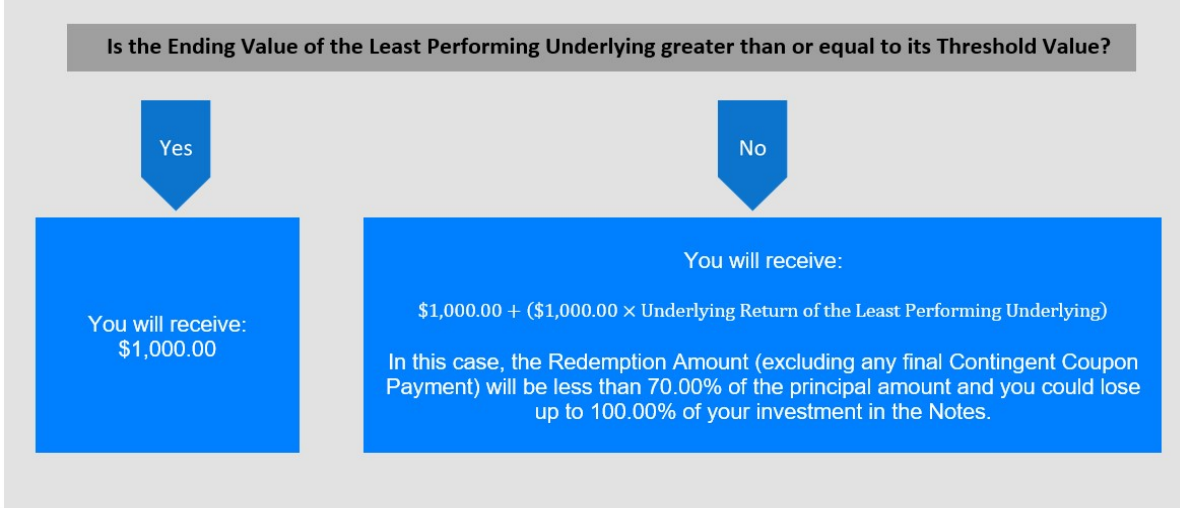 Is the Ending Value of the Least Performing Underlying greater than or equal to its Threshold Value?
Yes
No
You will receive:
$1,000.00
You will receive:
$1,000.00 + ($1,000.00 × Underlying Return of the Least Performing Underlying)
In this case, the Redemption Amount (excluding any final Contingent Coupon
Payment) will be less than 70.00% of the principal amount and you could lose
up to 100.00% of your investment in the Notes.